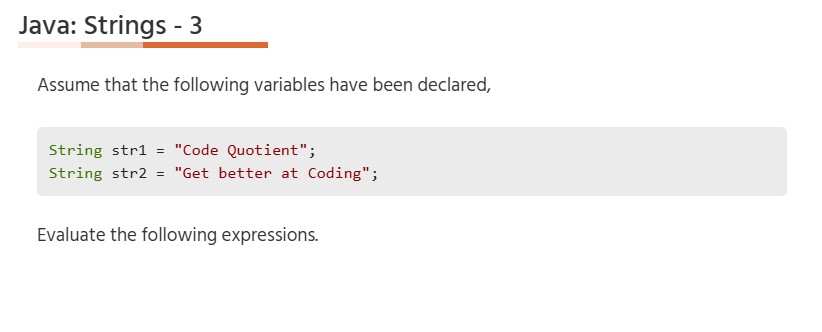 Java: Strings - 3
Assume that the following variables have been declared,
String str1 = "Code Quotient";
String str2 = "Get better at Coding";
Evaluate the following expressions.